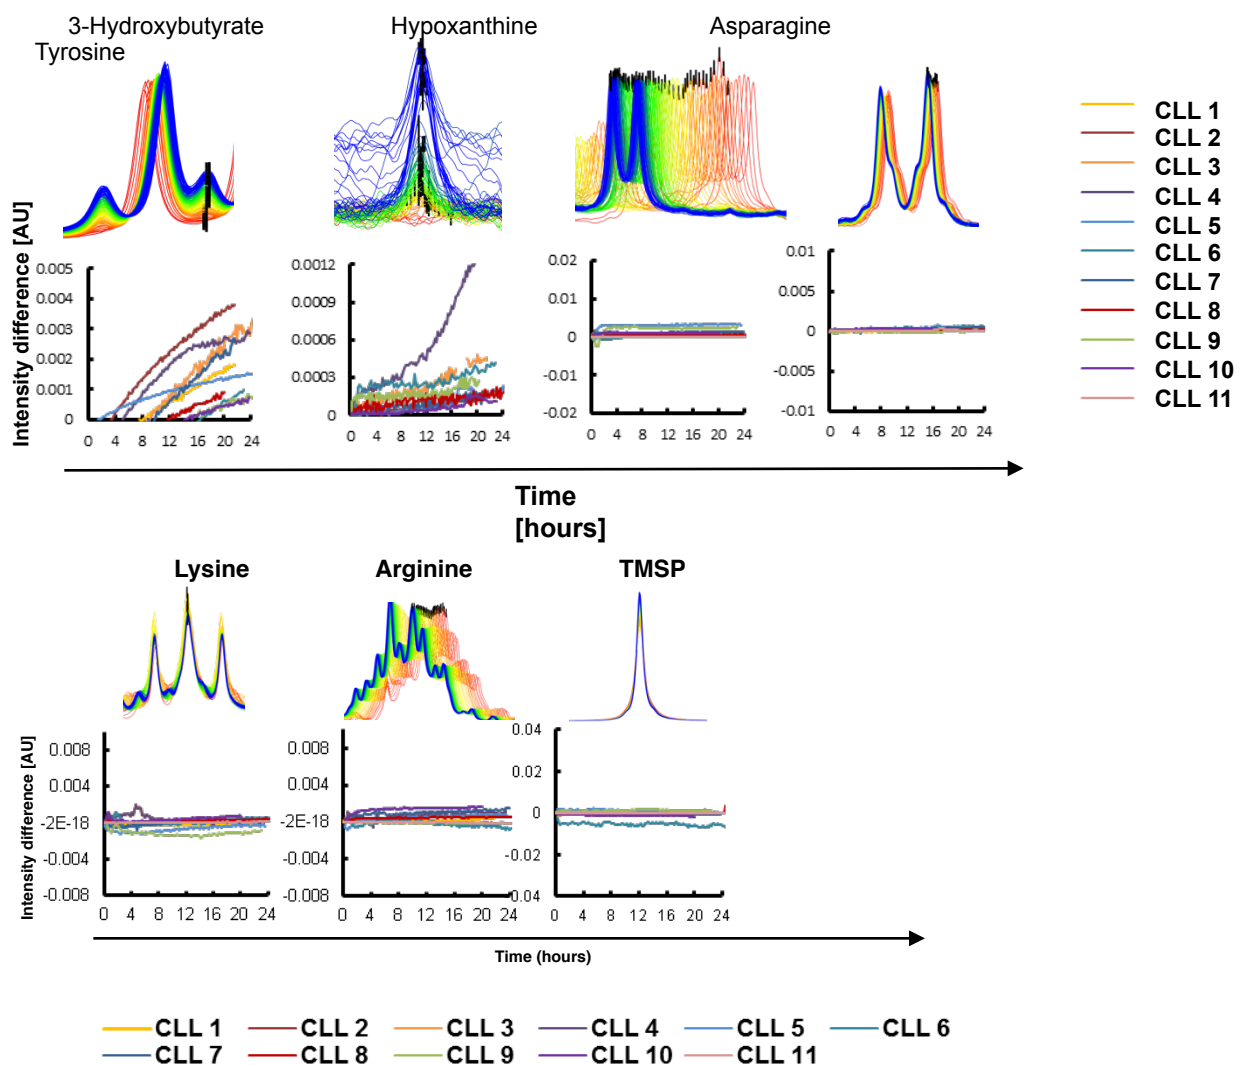 3-Hydroxybutyrate Hypoxanthine Asparagine
Tyrosine
CLL 1
CLL 2
CLL 3
CLL 4
CLL 5
CLL 6
CLL 7
CLL 8
CLL 9
CLL 10
CLL 11
Intensity difference [AU]
0.005
0.004
0.003
0.002
0.001
0
0 4 8 12 16 20 24
0.0012
0.0009
0.0006
0.0003
0
0 4 8 12 16 20 24
0.02
0.01
0
-0.01
-0.02
0 4 8 12 16 20 24
0.01
0.005
0
-0.005
-0.01
0 4 8 12 16 20 24
Time
[hours]
Lysine Arginine TMSP
Intensity difference [AU]
0.008
0.004
-2E-18
-0.004
-0.008
0 4 8 12 16 20 24
0.008
0.004
-2E-18
-0.004
-0.008
0 4 8 12 16 20 24
0.04
0.02
0
-0.02
0.04
0 4 8 12 16 20 24
Time (hours)
CLL 1 CLL 2 CLL 3 CLL 4 CLL 5 CLL 6
CLL 7 CLL 8 CLL 9 CLL 10 CLL 11